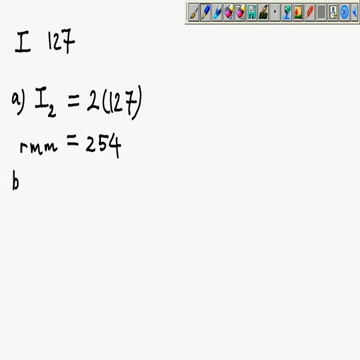 I 127
a) I₂ = 2(127)
rmm = 254
b